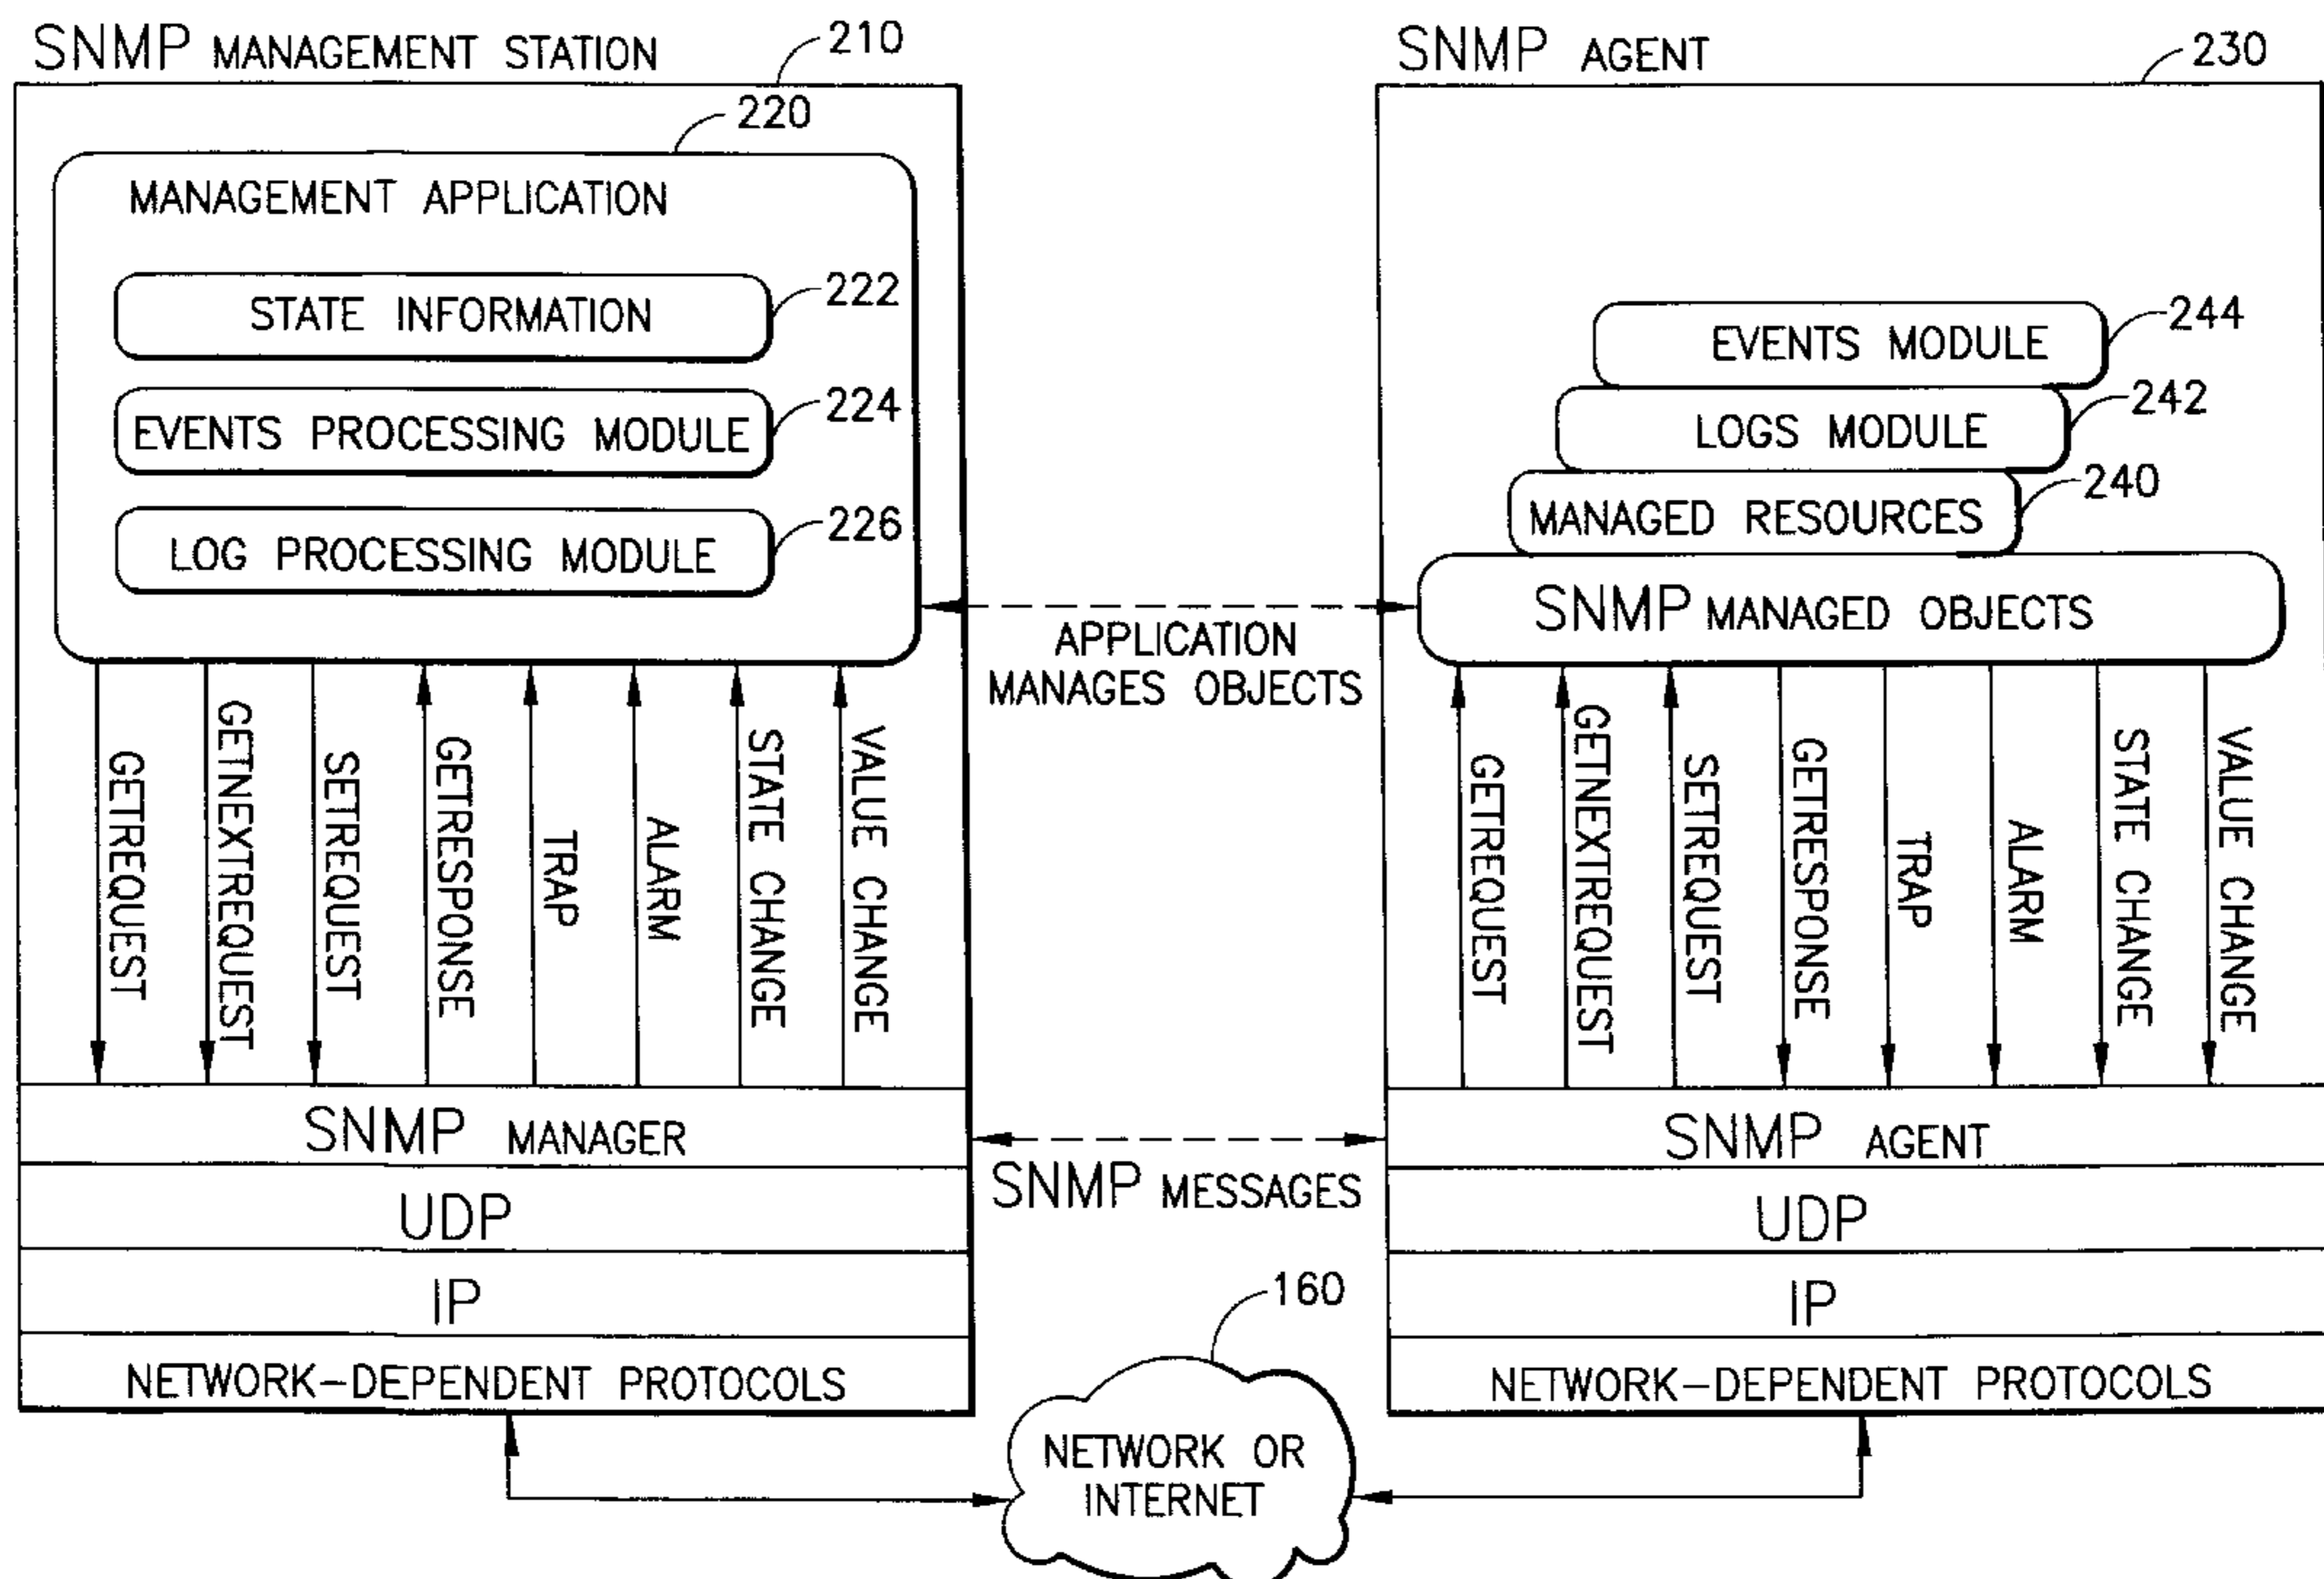 SNMP MANAGEMENT STATION
210
220
MANAGEMENT APPLICATION
STATE INFORMATION
222
EVENTS PROCESSING MODULE
224
LOG PROCESSING MODULE
226
GETREQUEST
GETNEXTREQUEST
SETREQUEST
GETRESPONSE
TRAP
ALARM
STATE CHANGE
VALUE CHANGE
SNMP MANAGER
UDP
IP
NETWORK-DEPENDENT PROTOCOLS
APPLICATION
MANAGES OBJECTS
SNMP MESSAGES
160
NETWORK OR
INTERNET
SNMP AGENT
230
EVENTS MODULE
244
LOGS MODULE
242
MANAGED RESOURCES
240
SNMP MANAGED OBJECTS
GETREQUEST
GETNEXTREQUEST
SETREQUEST
GETRESPONSE
TRAP
ALARM
STATE CHANGE
VALUE CHANGE
SNMP AGENT
UDP
IP
NETWORK-DEPENDENT PROTOCOLS